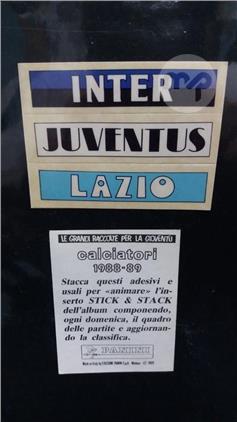 INTER
JUVENTUS
LAZIO
LE GRANDI RACCOLTE PER LA GIOVENTÙ
calciatori
1988-89
Stacca questi adesivi e
usali per «animare» l'in-
serto STICK & STACK
dell'album componendo,
ogni domenica, il quadro
delle partite e aggiornan-
do la classifica.
PANINI